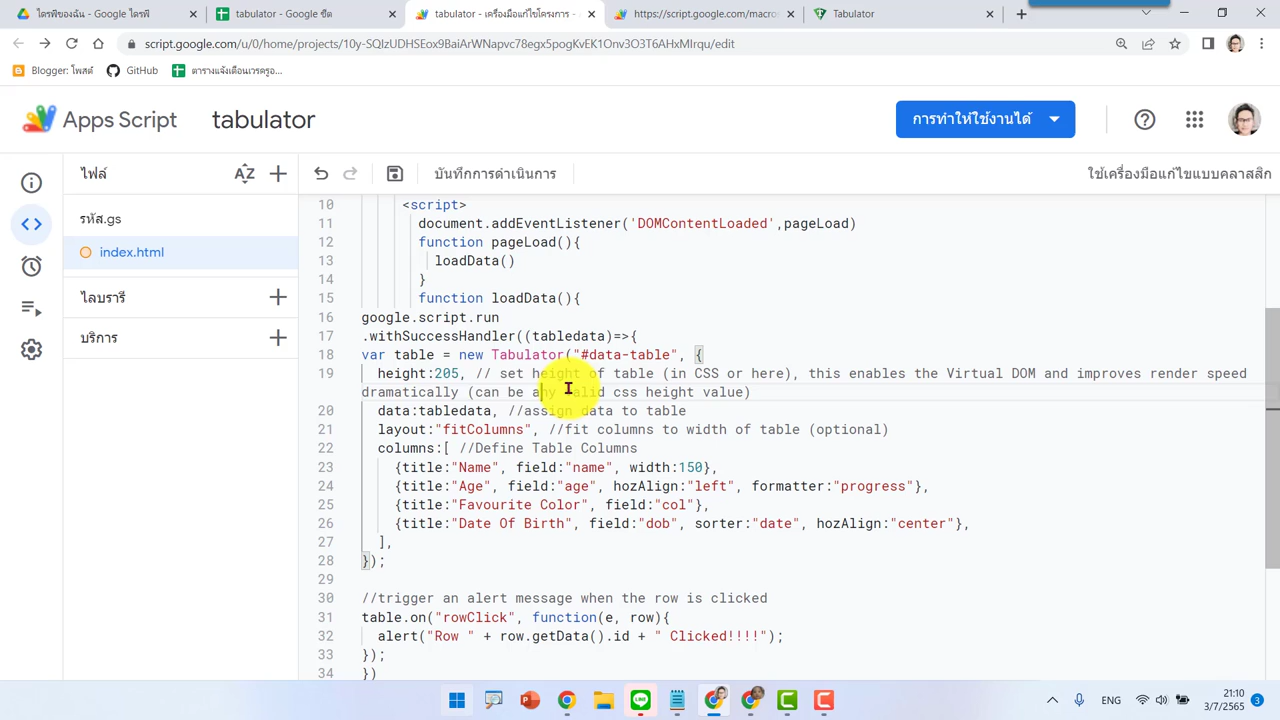 ไดรฟ์ของฉัน - Google ไดรฟ์
tabulator - Google ชีต
tabulator - เครื่องมือแก้ไขโครงการ -
https://script.google.com/macros
Tabulator
script.google.com/u/0/home/projects/10y-SQIzUDHSEox9BaiArWNapvc78egx5pogKvEK1Onv3O3T6AHxMIrqu/edit
Blogger: โพสต์
GitHub
ตารางแจ้งเตือนเวรครูอ...
Apps Script
tabulator
การทำให้ใช้งานได้
ไฟล์
บันทึกการดำเนินการ
ใช้เครื่องมือแก้ไขแบบคลาสสิก
รหัส.gs
index.html
ไลบรารี
บริการ
10 <script>
11 document.addEventListener('DOMContentLoaded',pageLoad)
12 function pageLoad(){
13 loadData()
14 }
15 function loadData(){
16 google.script.run
17 .withSuccessHandler((tabledata)=>{
18 var table = new Tabulator("#data-table", {
19 height:205, // set height of table (in CSS or here), this enables the Virtual DOM and improves render speed
dramatically (can be any valid css height value)
20 data:tabledata, //assign data to table
21 layout:"fitColumns", //fit columns to width of table (optional)
22 columns:[ //Define Table Columns
23 {title:"Name", field:"name", width:150},
24 {title:"Age", field:"age", hozAlign:"left", formatter:"progress"},
25 {title:"Favourite Color", field:"col"},
26 {title:"Date Of Birth", field:"dob", sorter:"date", hozAlign:"center"},
27 ],
28 });
29
30 //trigger an alert message when the row is clicked
31 table.on("rowClick", function(e, row){
32 alert("Row " + row.getData().id + " Clicked!!!!");
33 });
34 })
ENG
21:10
3/7/2565
3